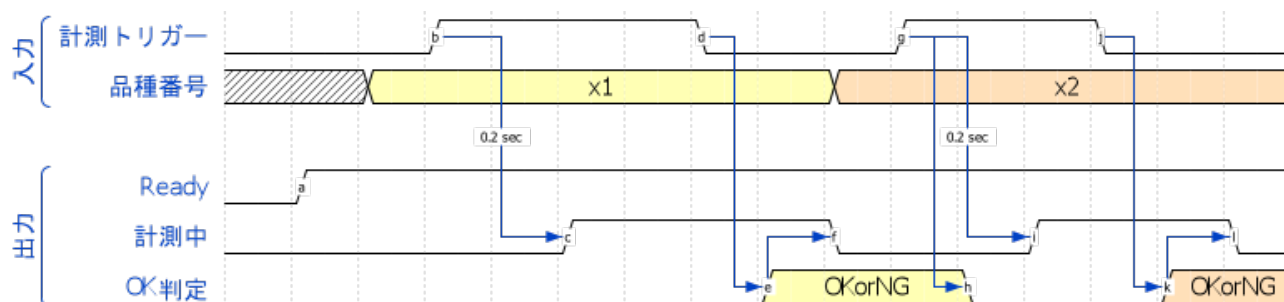 入力
計測トリガー
b
d
g
j
品種番号
x1
x2
0.2 sec
0.2 sec
出力
Ready
a
計測中
c
f
i
l
OK判定
e
OKorNG
h
k
OKorNG